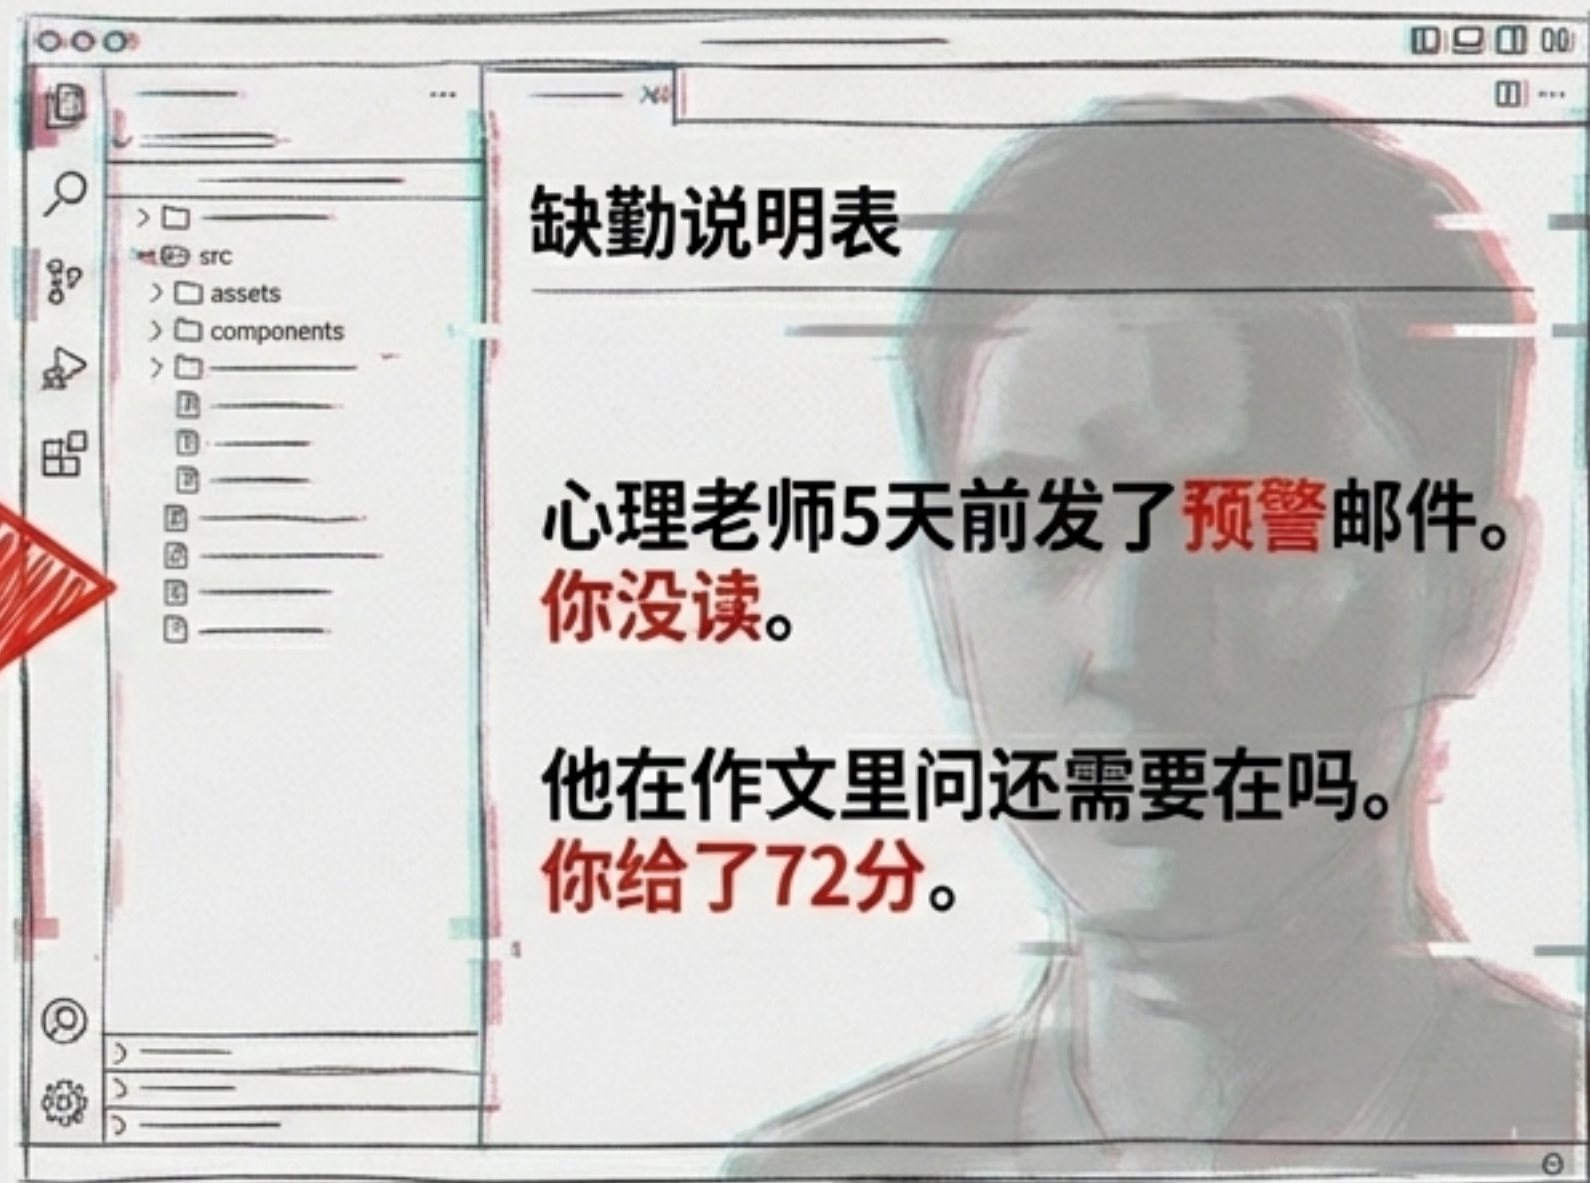 src
assets
components
缺勤说明表
心理老师5天前发了预警邮件。
你没读。
他在作文里问还需要在吗。
你给了72分。